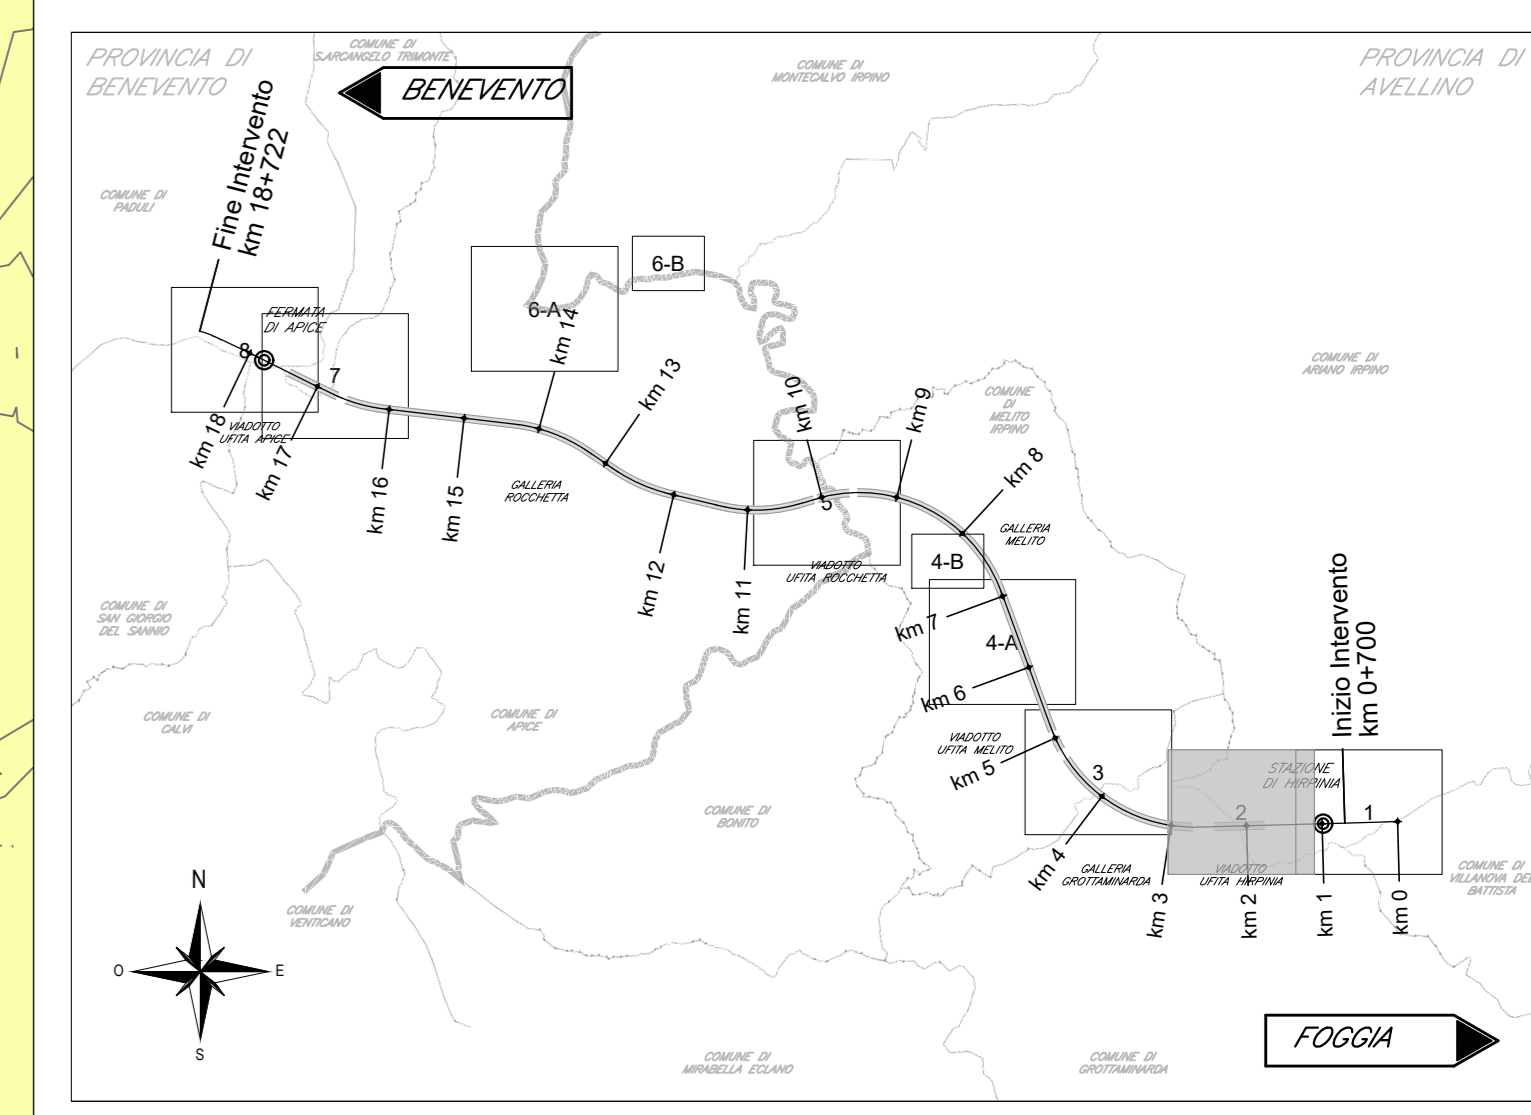 PROVINCIA DI
BENEVENTO
COMUNE DI
S.ARCANGELO TRIMONTE
BENEVENTO
COMUNE DI
MONTECALVO IRPINO
PROVINCIA DI
AVELLINO
Fine Intervento
km 18+722
COMUNE DI
PADULI
6-B
6-A
FERMATA
DI APICE
8
7
km 14
km 13
km 10
km 9
COMUNE DI
ARIANO IRPINO
COMUNE
DI
MELITO
IRPINO
km 18
VIADOTTO
UFITA APICE
km 17
km 16
km 15
GALLERIA
ROCCHETTA
5
km 8
GALLERIA
MELITO
4-B
VIADOTTO
UFITA ROCCHETTA
km 12
km 11
km 7
4-A
km 6
COMUNE DI
SAN GIORGIO
DEL SANNIO
COMUNE DI
CALVI
COMUNE DI
APICE
VIADOTTO
UFITA MELITO
km 5
3
Inizio Intervento
km 0+700
STAZIONE
DI HIRPINIA
2
1
COMUNE DI
BONITO
km 4
GALLERIA
GROTTAMINARDA
VIADOTTO
UFITA HIRPINIA
COMUNE DI
VILLANOVA DEL
BATTISTA
km 3
km 2
km 1
km 0
COMUNE DI
VENTICANO
N
O
E
S
COMUNE DI
MIRABELLA ECLANO
COMUNE DI
GROTTAMINARDA
FOGGIA